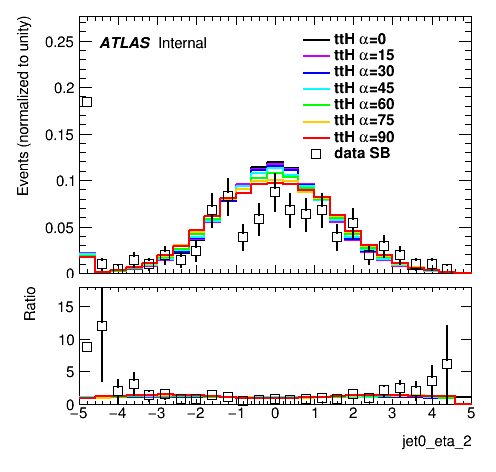 ATLAS Internal
ttH α=0
ttH α=15
ttH α=30
ttH α=45
ttH α=60
ttH α=75
ttH α=90
data SB
Events (normalized to unity)
0.25
0.2
0.15
0.1
0.05
0
Ratio
15
10
5
0
−5 −4 −3 −2 −1 0 1 2 3 4 5
jet0_eta_2